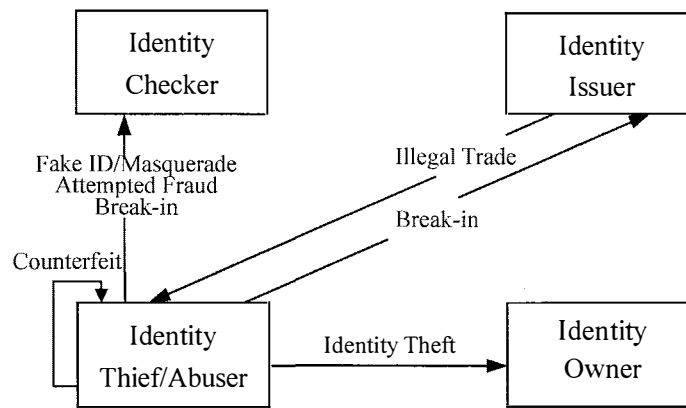 Identity
Checker
Identity
Issuer
Fake ID/Masquerade
Attempted Fraud
Break-in
Illegal Trade
Break-in
Counterfeit
Identity
Thief/Abuser
Identity Theft
Identity
Owner